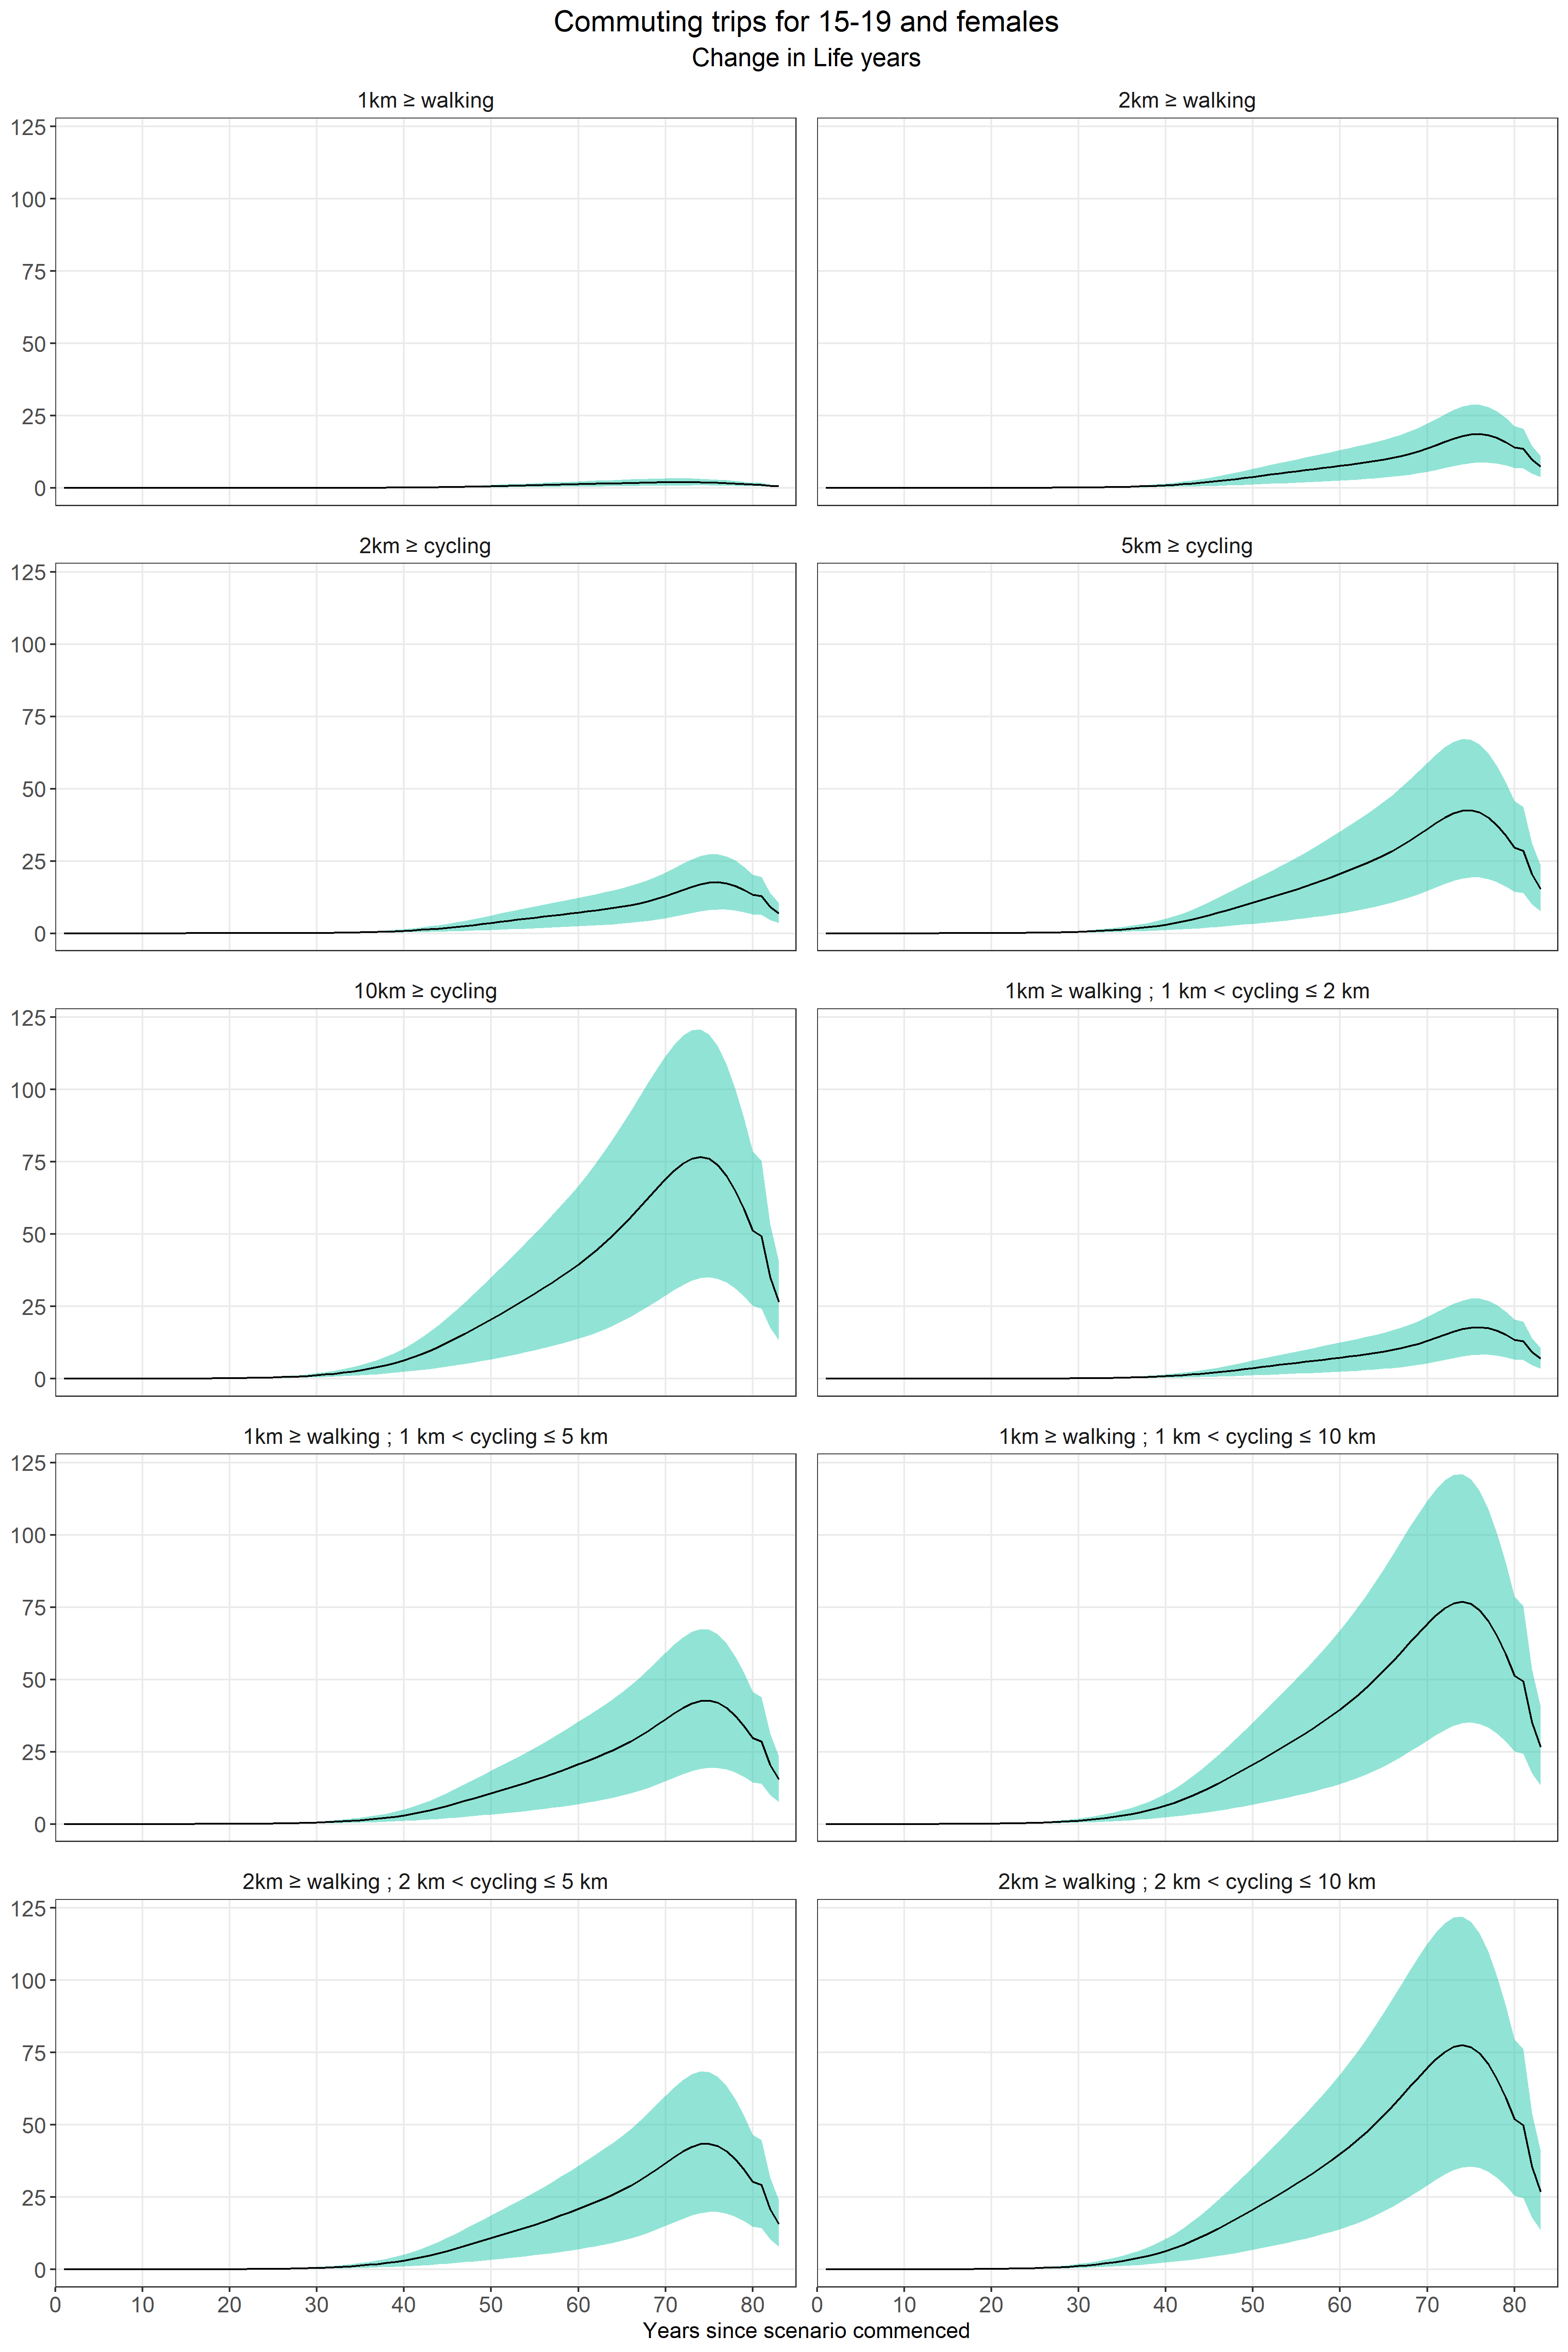 Commuting trips for 15-19 and females
Change in Life years
1km ≥ walking
2km ≥ walking
125
100
75
50
25
0
2km ≥ cycling
5km ≥ cycling
125
100
75
50
25
0
10km ≥ cycling
1km ≥ walking ; 1 km < cycling ≤ 2 km
125
100
75
50
25
0
1km ≥ walking ; 1 km < cycling ≤ 5 km
1km ≥ walking ; 1 km < cycling ≤ 10 km
125
100
75
50
25
0
2km ≥ walking ; 2 km < cycling ≤ 5 km
2km ≥ walking ; 2 km < cycling ≤ 10 km
125
100
75
50
25
0
0 10 20 30 40 50 60 70 80
0 10 20 30 40 50 60 70 80
Years since scenario commenced